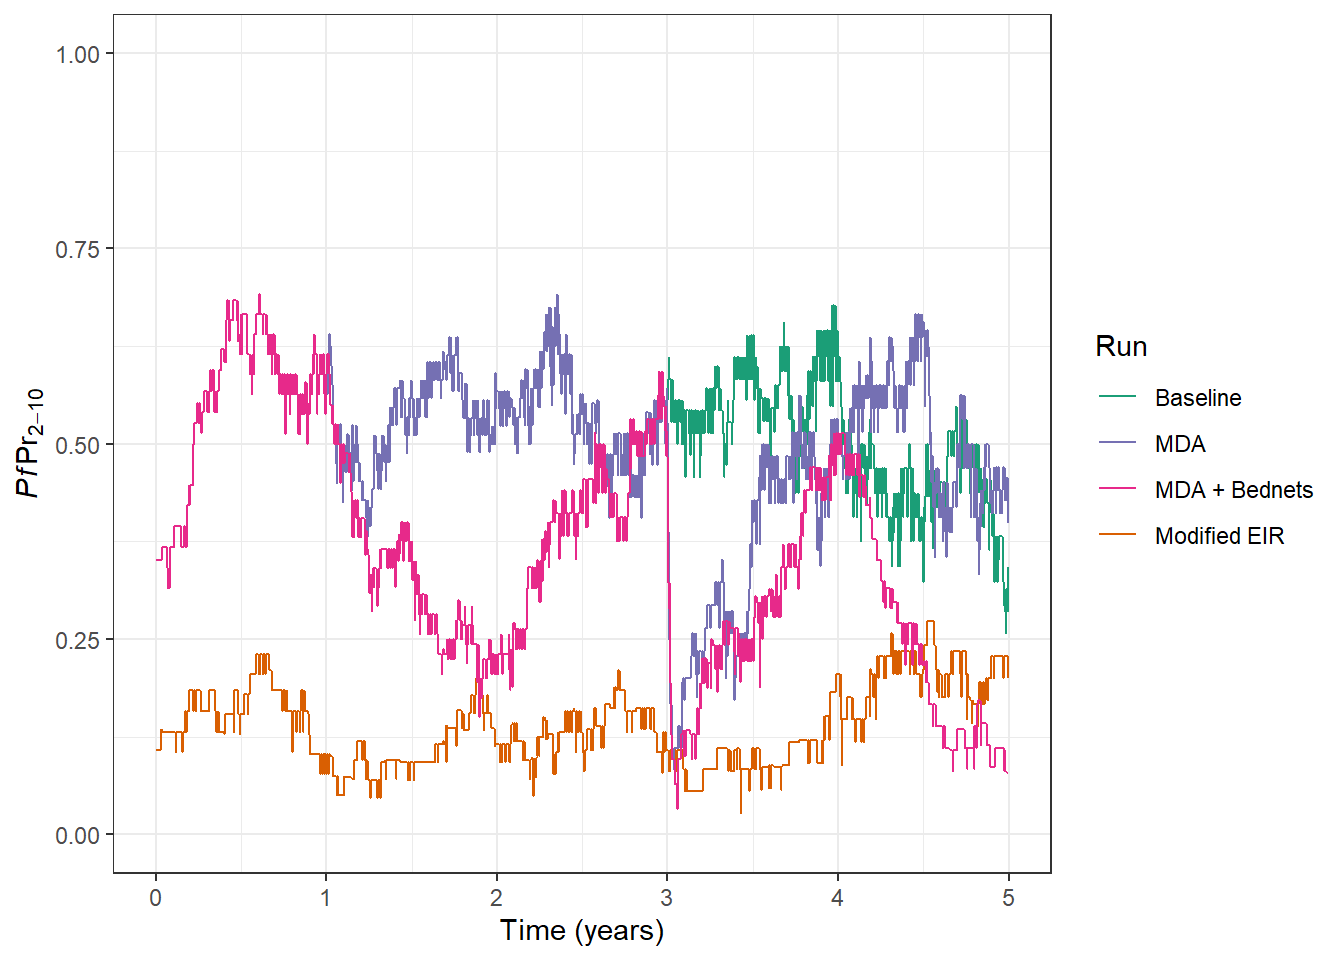 1.00
0.75
0.50
0.25
0.00
PfPr2−10
0 1 2 3 4 5
Time (years)
Run
Baseline
MDA
MDA + Bednets
Modified EIR